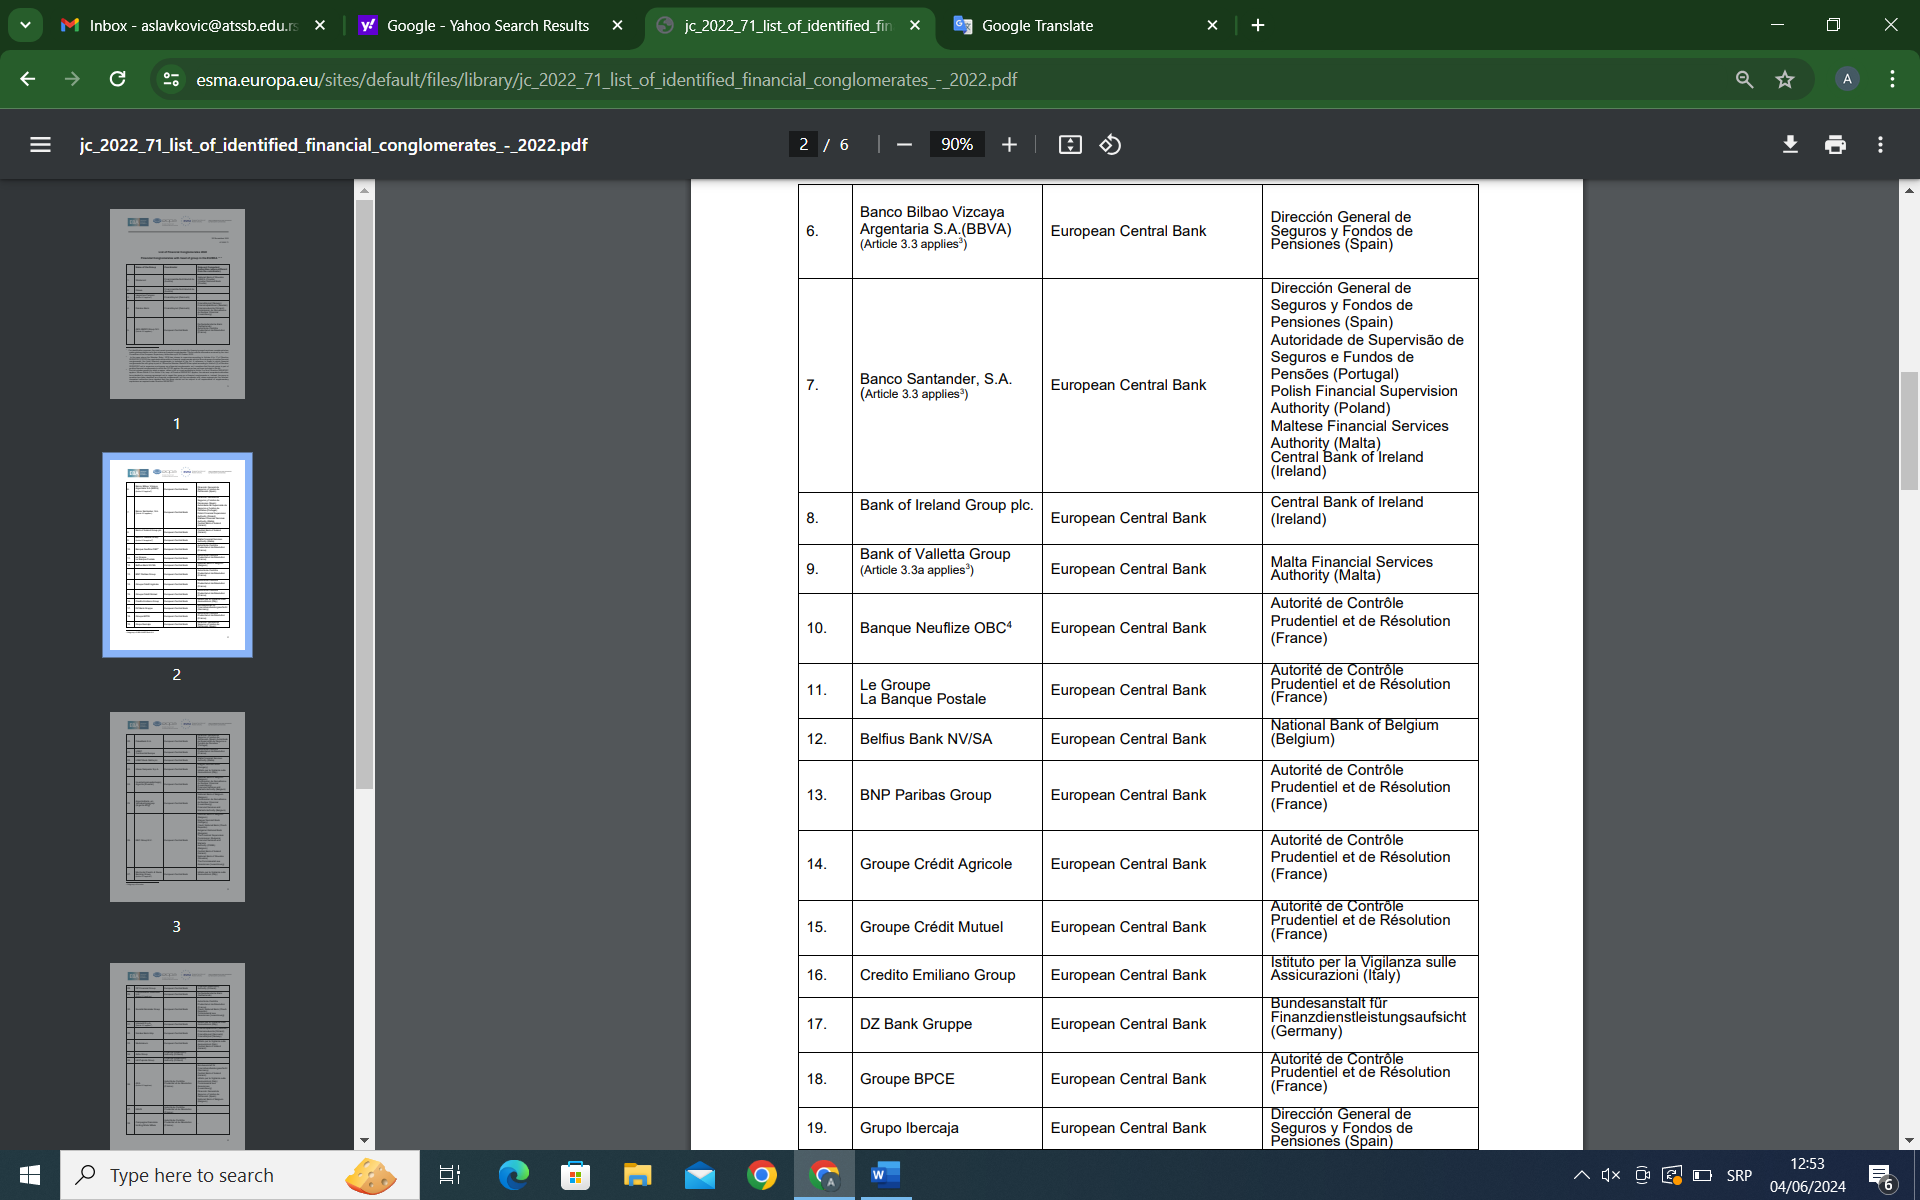 Inbox - aslavkovic@atssb.edu.rs
Google - Yahoo Search Results
jc_2022_71_list_of_identified_fin
Google Translate
esma.europa.eu/sites/default/files/library/jc_2022_71_list_of_identified_financial_conglomerates_-_2022.pdf
A
jc_2022_71_list_of_identified_financial_conglomerates_-_2022.pdf
2 / 6
90%
1
2
3
6.
Banco Bilbao Vizcaya
Argentaria S.A.(BBVA)
(Article 3.3 applies³)
European Central Bank
Dirección General de
Seguros y Fondos de
Pensiones (Spain)
7.
Banco Santander, S.A.
(Article 3.3 applies³)
European Central Bank
Dirección General de
Seguros y Fondos de
Pensiones (Spain)
Autoridade de Supervisão de
Seguros e Fundos de
Pensões (Portugal)
Polish Financial Supervision
Authority (Poland)
Maltese Financial Services
Authority (Malta)
Central Bank of Ireland
(Ireland)
8.
Bank of Ireland Group plc.
European Central Bank
Central Bank of Ireland
(Ireland)
9.
Bank of Valletta Group
(Article 3.3a applies³)
European Central Bank
Malta Financial Services
Authority (Malta)
10.
Banque Neuflize OBC⁴
European Central Bank
Autorité de Contrôle
Prudentiel et de Résolution
(France)
11.
Le Groupe
La Banque Postale
European Central Bank
Autorité de Contrôle
Prudentiel et de Résolution
(France)
12.
Belfius Bank NV/SA
European Central Bank
National Bank of Belgium
(Belgium)
13.
BNP Paribas Group
European Central Bank
Autorité de Contrôle
Prudentiel et de Résolution
(France)
14.
Groupe Crédit Agricole
European Central Bank
Autorité de Contrôle
Prudentiel et de Résolution
(France)
15.
Groupe Crédit Mutuel
European Central Bank
Autorité de Contrôle
Prudentiel et de Résolution
(France)
16.
Credito Emiliano Group
European Central Bank
Istituto per la Vigilanza sulle
Assicurazioni (Italy)
17.
DZ Bank Gruppe
European Central Bank
Bundesanstalt für
Finanzdienstleistungsaufsicht
(Germany)
18.
Groupe BPCE
European Central Bank
Autorité de Contrôle
Prudentiel et de Résolution
(France)
19.
Grupo Ibercaja
European Central Bank
Dirección General de
Seguros y Fondos de
Pensiones (Spain)
Type here to search
SRP
12:53
04/06/2024
6